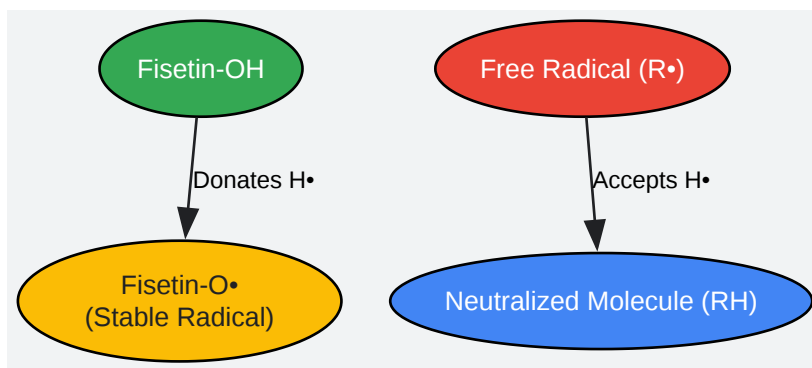 Fisetin-OH
Free Radical (R•)
Donates H•
Accepts H•
Fisetin-O•
(Stable Radical)
Neutralized Molecule (RH)